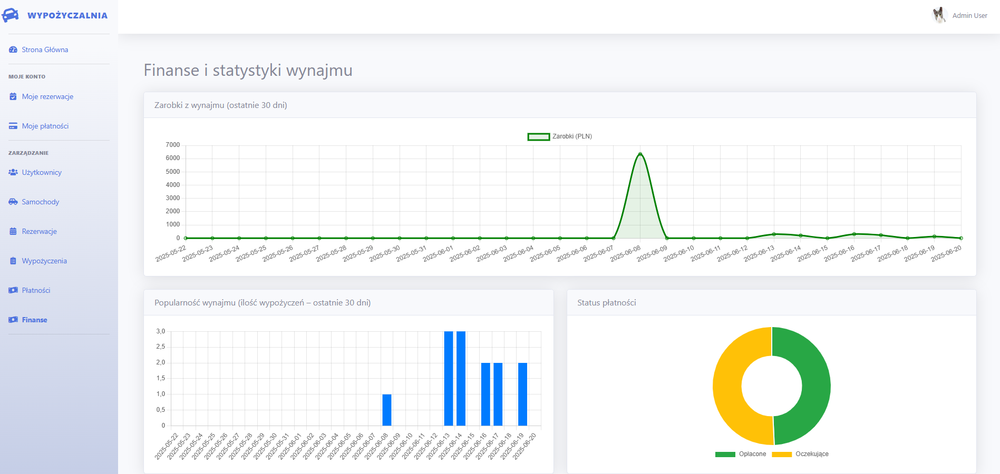 WYPOŻYCZALNIA
Admin User
Strona Główna
MOJE KONTO
Moje rezerwacje
Moje płatności
ZARZĄDZANIE
Użytkownicy
Samochody
Rezerwacje
Wypożyczenia
Płatności
Finanse
Finanse i statystyki wynajmu
Zarobki z wynajmu (ostatnie 30 dni)
Zarobki (PLN)
7000
6000
5000
4000
3000
2000
1000
0
2025-05-22 2025-05-23 2025-05-24 2025-05-25 2025-05-26 2025-05-27 2025-05-28 2025-05-29 2025-05-30 2025-05-31 2025-06-01 2025-06-02 2025-06-03 2025-06-04 2025-06-05 2025-06-06 2025-06-07 2025-06-08 2025-06-09 2025-06-10 2025-06-11 2025-06-12 2025-06-13 2025-06-14 2025-06-15 2025-06-16 2025-06-17 2025-06-18 2025-06-19 2025-06-20
Popularność wynajmu (ilość wypożyczeń – ostatnie 30 dni)
3,0
2,5
2,0
1,5
1,0
0,5
0
2025-05-22 2025-05-23 2025-05-24 2025-05-25 2025-05-26 2025-05-27 2025-05-28 2025-05-29 2025-05-30 2025-05-31 2025-06-01 2025-06-02 2025-06-03 2025-06-04 2025-06-05 2025-06-06 2025-06-07 2025-06-08 2025-06-09 2025-06-10 2025-06-11 2025-06-12 2025-06-13 2025-06-14 2025-06-15 2025-06-16 2025-06-17 2025-06-18 2025-06-19 2025-06-20
Status płatności
Opłacone Oczekujące